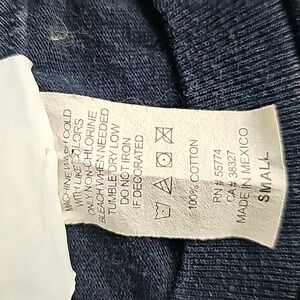 MACHINE WASH COLD
WITH LIKE COLORS
ONLY NON-CHLORINE
BLEACH WHEN NEEDED
TUMBLE DRY LOW
DO NOT IRON
IF DECORATED
100% COTTON
RN# 55774
CA# 36327
MADE IN MEXICO
SMALL